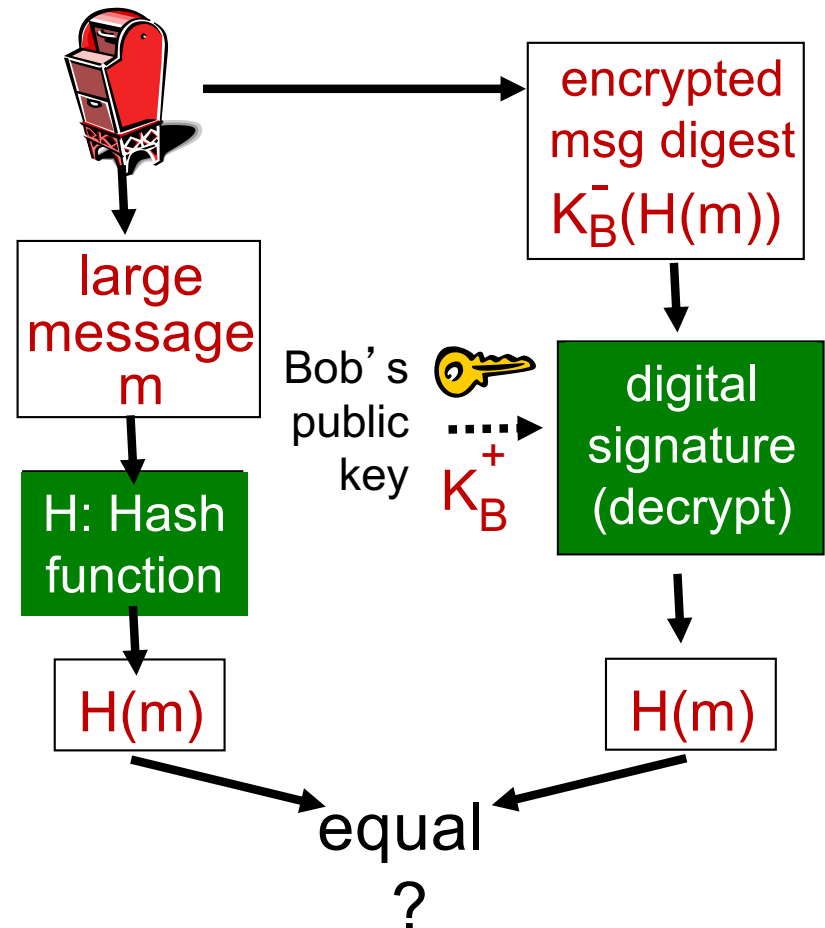 encrypted
msg digest
K_B^-(H(m))
large
message
m
Bob's
public
key
K_B^+
digital
signature
(decrypt)
H: Hash
function
H(m)
H(m)
equal
?